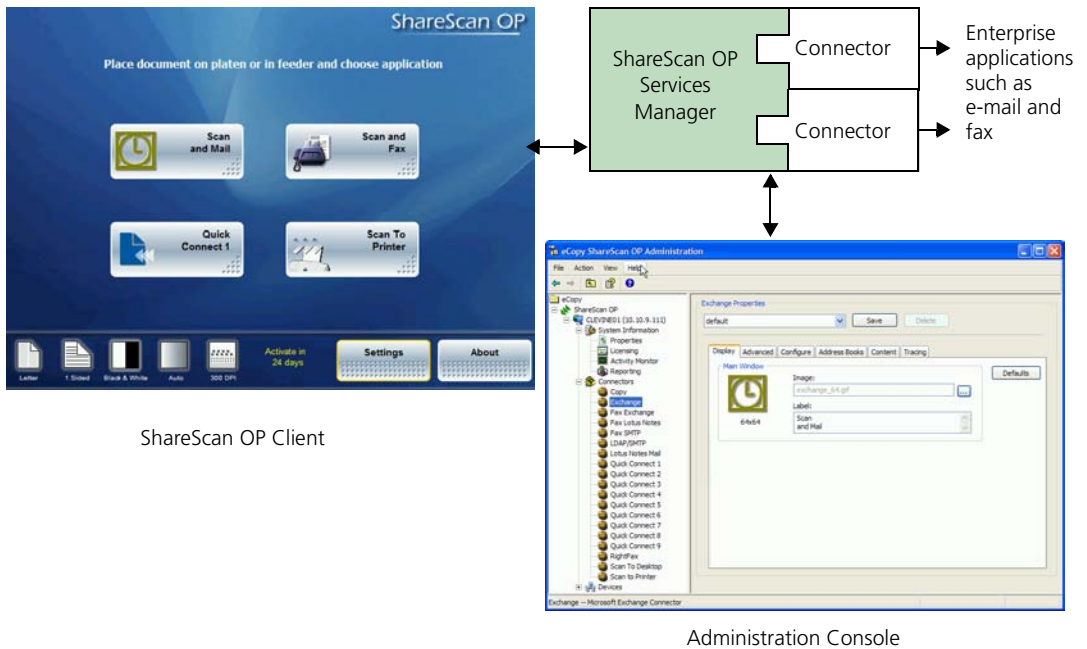 ShareScan OP
Place document on platen or in feeder and choose application
Scan
and Mail
Scan and
Fax
Quick
Connect 1
Scan To
Printer
Letter
1 Sided
Black & White
Auto
300 DPI
Activate in
24 days
Settings
About
ShareScan OP Client
ShareScan OP
Services
Manager
Connector
Connector
Enterprise
applications
such as
e-mail and
fax
eCopy ShareScan OP Administration
File Action View Help
eCopy
ShareScan OP
CLEVINE01 (10.10.9.111)
System Information
Properties
Licensing
Activity Monitor
Reporting
Connectors
Copy
Exchange
Fax Exchange
Fax Lotus Notes
Fax SMTP
LDAP/SMTP
Lotus Notes Mail
Quick Connect 1
Quick Connect 2
Quick Connect 3
Quick Connect 4
Quick Connect 5
Quick Connect 6
Quick Connect 7
Quick Connect 8
Quick Connect 9
RightFax
Scan To Desktop
Scan to Printer
Devices
Exchange Properties
default
Save
Delete
Display Advanced Configure Address Books Content Tracing
Main Window
Defaults
Image:
exchange_64.gif
...
64x64
Label:
Scan
and Mail
Exchange -- Microsoft Exchange Connector
Administration Console